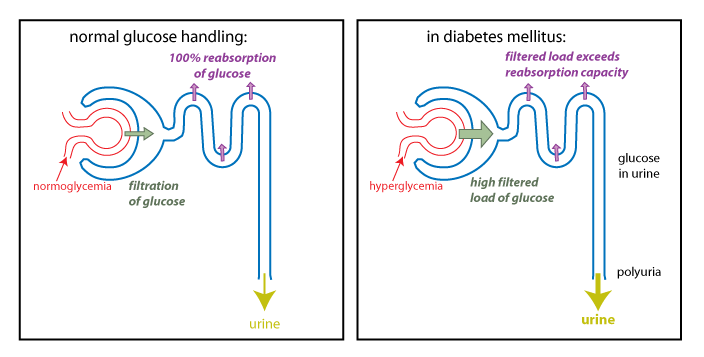 normal glucose handling:
100% reabsorption
of glucose
normoglycemia
filtration
of glucose
urine
in diabetes mellitus:
filtered load exceeds
reabsorption capacity
glucose
in urine
hyperglycemia
high filtered
load of glucose
polyuria
urine